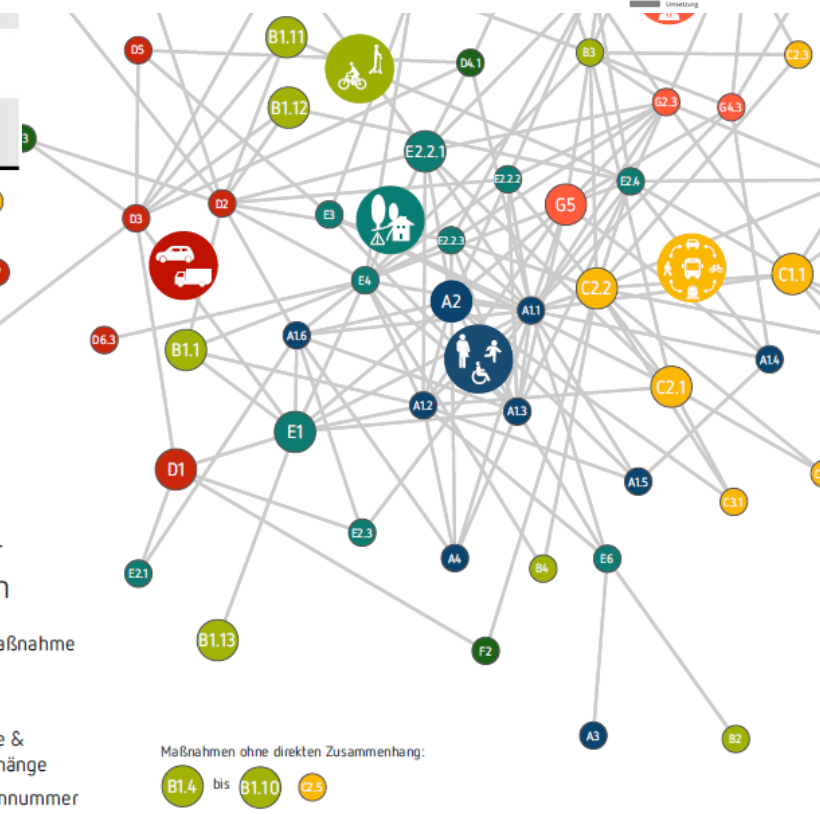 Umsetzung
B1.11
D5
B3
C2.3
D4.1
G2.3
G4.3
B1.12
3
E2.2.1
E2.2.2
E2.4
D2
G5
D3
E3
E2.2.3
C1.1
E4
C2.2
A2
A1.1
D6.3
A1.6
B1.1
A1.4
C2.1
A1.2
A1.3
E1
D1
A1.5
C3.1
E2.3
A4
E6
B4
E2.1
n
B1.13
aßnahme
F2
A3
B2
e &
hänge
Maßnahmen ohne direkten Zusammenhang:
B1.4 bis B1.10 C2.5
nnummer